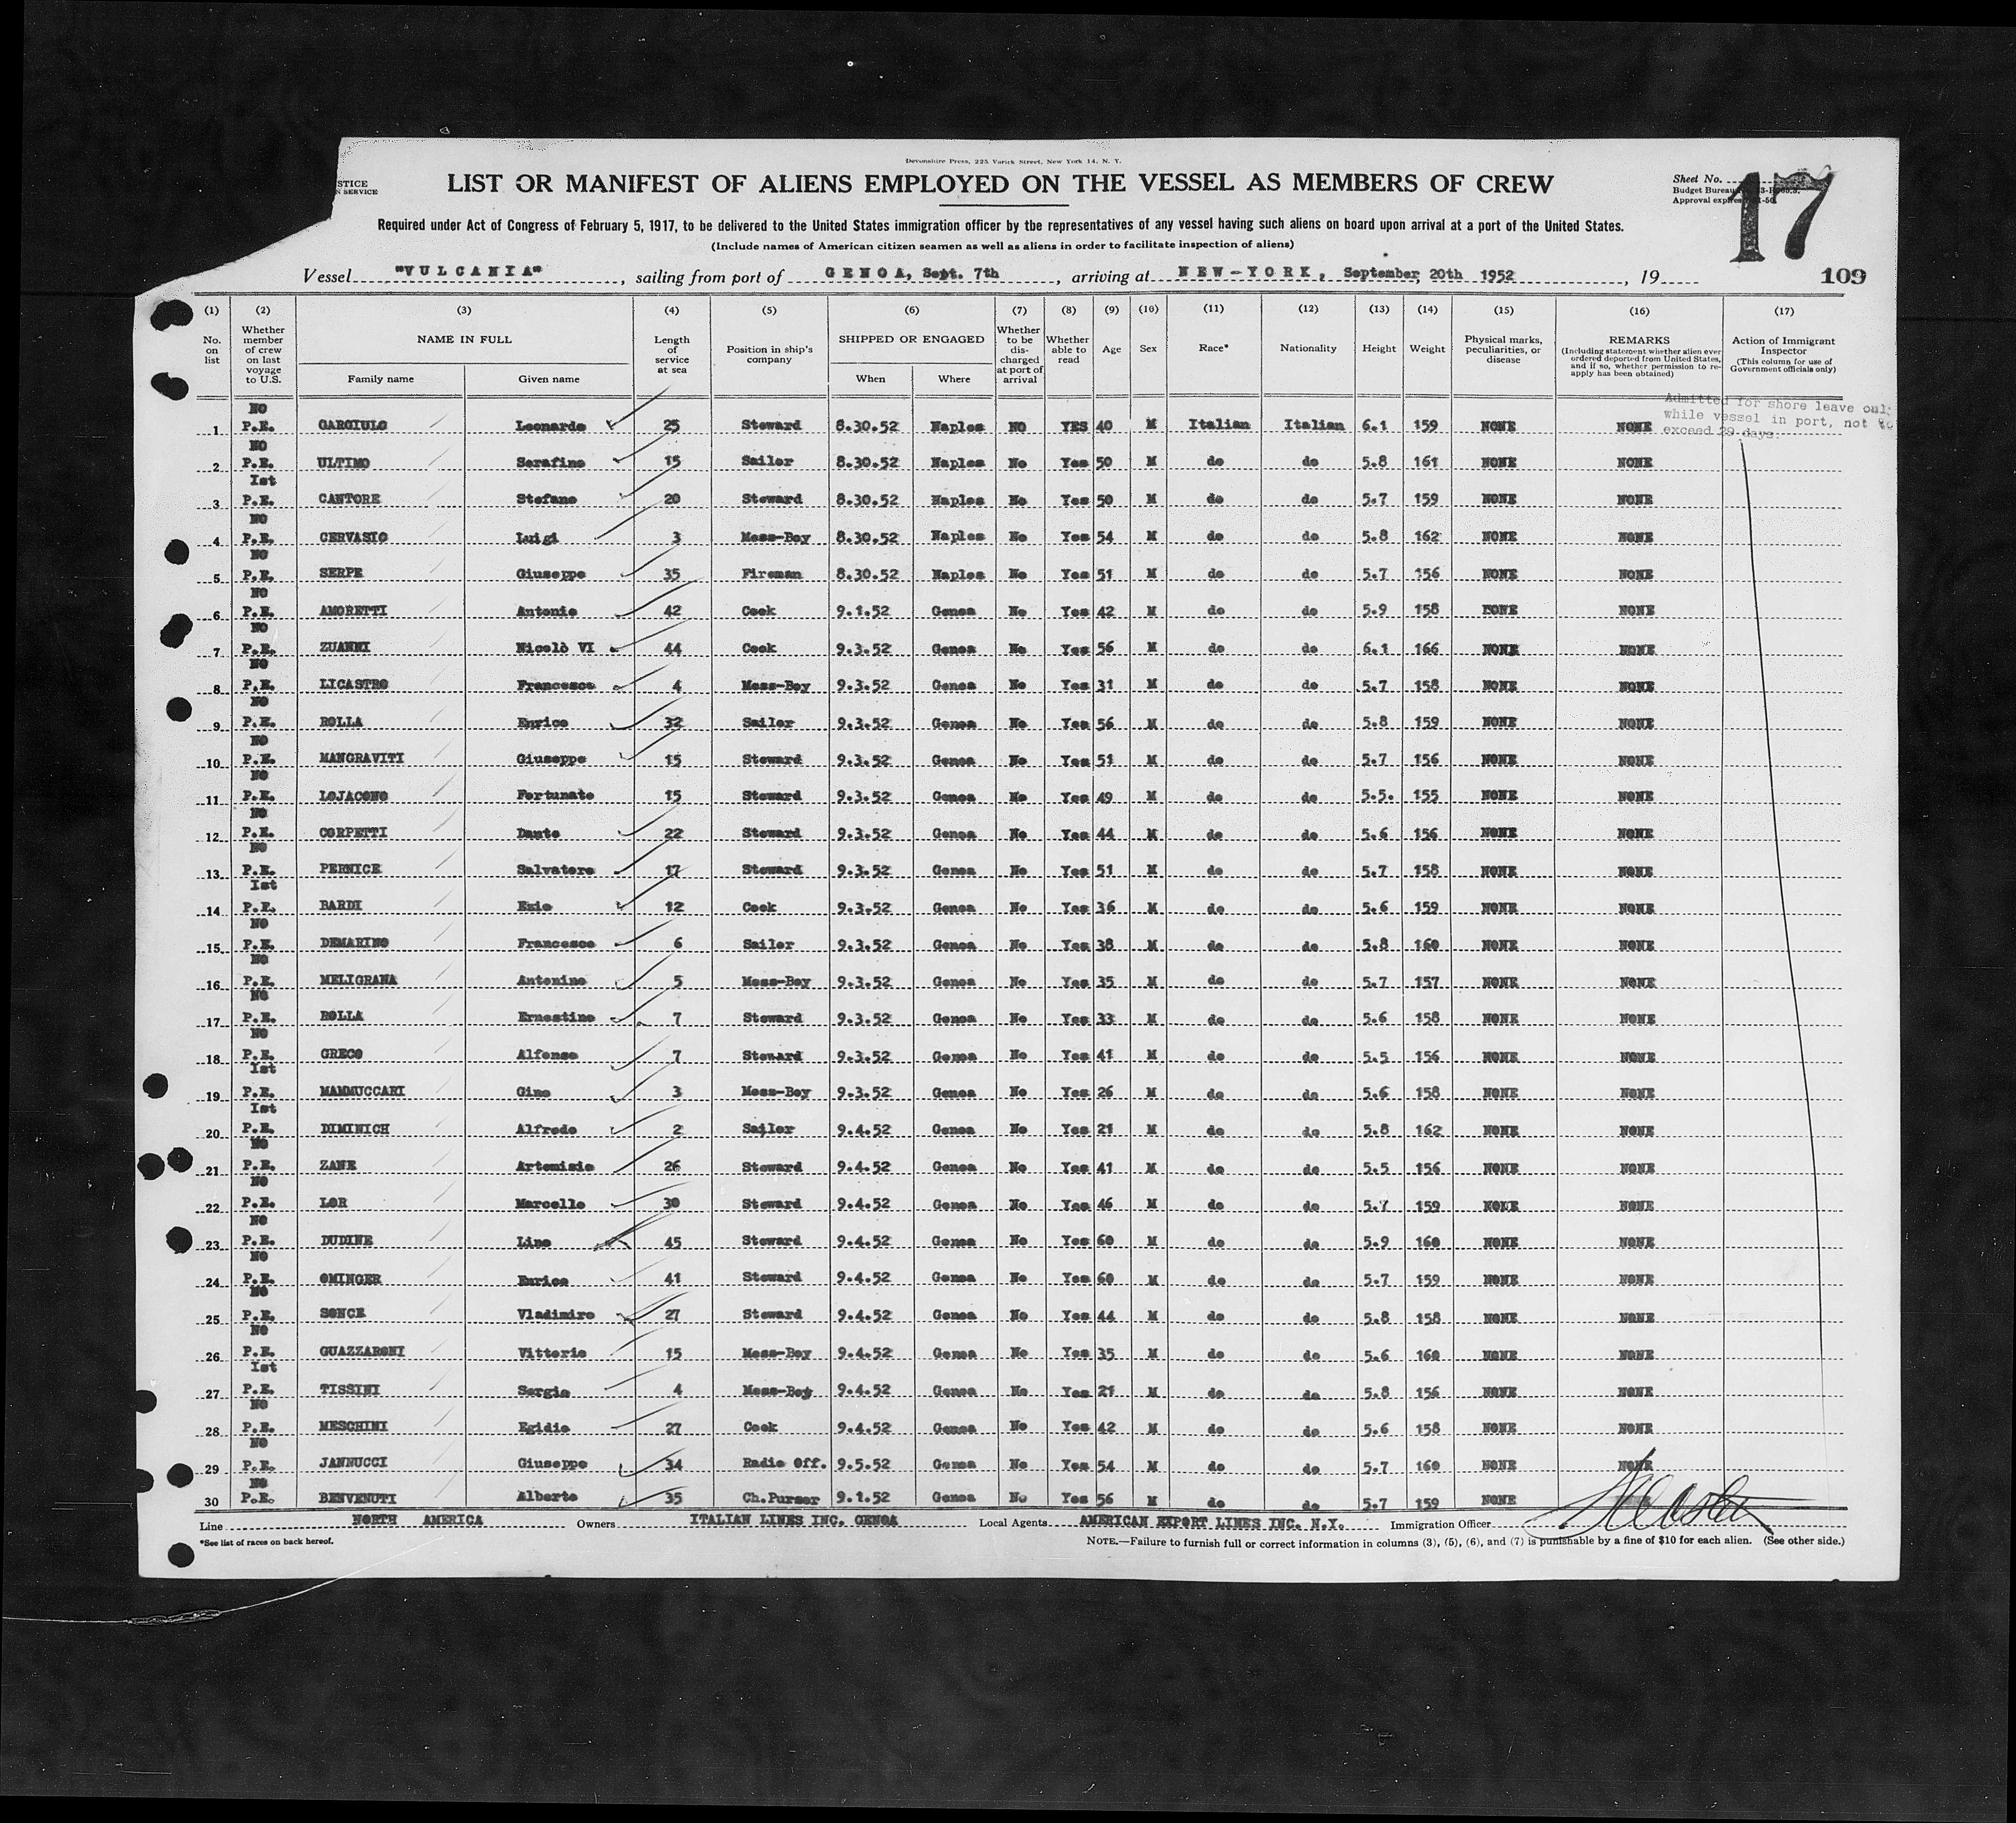 Devonshire Press, 225 Varick Street, New York 14, N. Y.
STICE
N SERVICE
LIST OR MANIFEST OF ALIENS EMPLOYED ON THE VESSEL AS MEMBERS OF CREW
Sheet No.
17
Budget Bureau
Approval expires
Required under Act of Congress of February 5, 1917, to be delivered to the United States immigration officer by the representatives of any vessel having such aliens on board upon arrival at a port of the United States.
(Include names of American citizen seamen as well as aliens in order to facilitate inspection of aliens)
Vessel "VULCANIA", sailing from port of GENOA, Sept. 7th, arriving at NEW-YORK, September 20th 1952, 19
109
(1) (2) (3) (4) (5) (6) (7) (8) (9) (10) (11) (12) (13) (14) (15) (16) (17)
No. on list | Whether member of crew on last voyage to U.S. | NAME IN FULL | Family name | Given name | Length of service at sea | Position in ship's company | SHIPPED OR ENGAGED | When | Where | Whether to be discharged at port of arrival | Whether able to read | Age | Sex | Race* | Nationality | Height | Weight | Physical marks, peculiarities, or disease | REMARKS (Including statement whether alien ever ordered deported from United States, and if so, whether permission to reapply has been obtained) | Action of Immigrant Inspector (This column for use of Government officials only)
Admitted for shore leave only
while vessel in port, not to
exceed 29 days.
1 NO P.E. GARGIULO Leonardo 25 Steward 8.30.52 Naples NO YES 40 M Italian Italian 6.1 159 NONE NONE
2 NO P.E. ULTIMO Serafino 15 Sailor 8.30.52 Naples No Yes 50 M do do 5.8 161 NONE NONE
3 Ist P.E. CANTORE Stefano 20 Steward 8.30.52 Naples No Yes 50 M do do 5.7 159 NONE NONE
4 NO P.E. CERVASIO Luigi 3 Mess-Boy 8.30.52 Naples No Yes 54 M do do 5.8 162 NONE NONE
5 NO P.E. SERPE Giuseppe 35 Fireman 8.30.52 Naples No Yes 51 M do do 5.7 156 NONE NONE
6 NO P.E. AMORETTI Antonio 42 Cook 9.1.52 Genoa No Yes 42 M do do 5.9 158 NONE NONE
7 NO P.E. ZUANNI Nicolò VI 44 Cook 9.3.52 Genoa No Yes 56 M do do 6.1 166 NONE NONE
8 NO P.E. LICASTRO Francesco 4 Mess-Boy 9.3.52 Genoa No Yes 31 M do do 5.7 158 NONE NONE
9 NO P.E. ROLLA Enrico 32 Sailor 9.3.52 Genoa No Yes 56 M do do 5.8 159 NONE NONE
10 NO P.E. MANGRAVITI Giuseppe 15 Steward 9.3.52 Genoa No Yes 51 M do do 5.7 156 NONE NONE
11 NO P.E. LOJACONO Fortunato 15 Steward 9.3.52 Genoa No Yes 49 M do do 5.5. 155 NONE NONE
12 NO P.E. CORPETTI Dante 22 Steward 9.3.52 Genoa No Yes 44 M do do 5.6 156 NONE NONE
13 NO P.E. PERNICE Salvatore 17 Steward 9.3.52 Genoa No Yes 51 M do do 5.7 158 NONE NONE
14 Ist P.E. BARDI Ezio 12 Cook 9.3.52 Genoa No Yes 36 M do do 5.6 159 NONE NONE
15 NO P.E. DEMARINO Francesco 6 Sailor 9.3.52 Genoa No Yes 38 M do do 5.8 160 NONE NONE
16 NO P.E. MELIGRANA Antonino 5 Mess-Boy 9.3.52 Genoa No Yes 35 M do do 5.7 157 NONE NONE
17 NO P.E. ROLLA Ernestino 7 Steward 9.3.52 Genoa No Yes 33 M do do 5.6 158 NONE NONE
18 NO P.E. GRECO Alfonso 7 Steward 9.3.52 Genoa No Yes 41 M do do 5.5 156 NONE NONE
19 Ist P.E. MAMMUCCARI Gino 3 Mess-Boy 9.3.52 Genoa No Yes 26 M do do 5.6 158 NONE NONE
20 Ist P.E. DIMINICH Alfredo 2 Sailor 9.4.52 Genoa No Yes 21 M do do 5.8 162 NONE NONE
21 NO P.E. ZANE Artemisio 26 Steward 9.4.52 Genoa No Yes 41 M do do 5.5 156 NONE NONE
22 NO P.E. LOR Marcello 30 Steward 9.4.52 Genoa No Yes 46 M do do 5.7 159 NONE NONE
23 NO P.E. DUDINE Lino 45 Steward 9.4.52 Genoa No Yes 60 M do do 5.9 160 NONE NONE
24 NO P.E. OMINGER Enrico 41 Steward 9.4.52 Genoa No Yes 60 M do do 5.7 159 NONE NONE
25 NO P.E. SONCE Vladimiro 27 Steward 9.4.52 Genoa No Yes 44 M do do 5.8 158 NONE NONE
26 NO P.E. GUAZZARONI Vittorio 15 Mess-Boy 9.4.52 Genoa No Yes 35 M do do 5.6 160 NONE NONE
27 Ist P.E. TISSINI Sergio 4 Mess-Boy 9.4.52 Genoa No Yes 21 M do do 5.8 156 NONE NONE
28 NO P.E. MESCHINI Egidio 27 Cook 9.4.52 Genoa No Yes 42 M do do 5.6 158 NONE NONE
29 NO P.E. JANNUCCI Giuseppe 34 Radio Off. 9.5.52 Genoa No Yes 54 M do do 5.7 160 NONE NONE
30 NO P.E. BENVENUTI Alberto 35 Ch.Purser 9.1.52 Genoa No Yes 56 M do do 5.7 159 NONE
Line NORTH AMERICA Owners ITALIAN LINES INC. GENOA Local Agents AMERICAN EXPORT LINES INC. N.Y. Immigration Officer
*See list of races on back hereof.
NOTE.—Failure to furnish full or correct information in columns (3), (5), (6), and (7) is punishable by a fine of $10 for each alien. (See other side.)